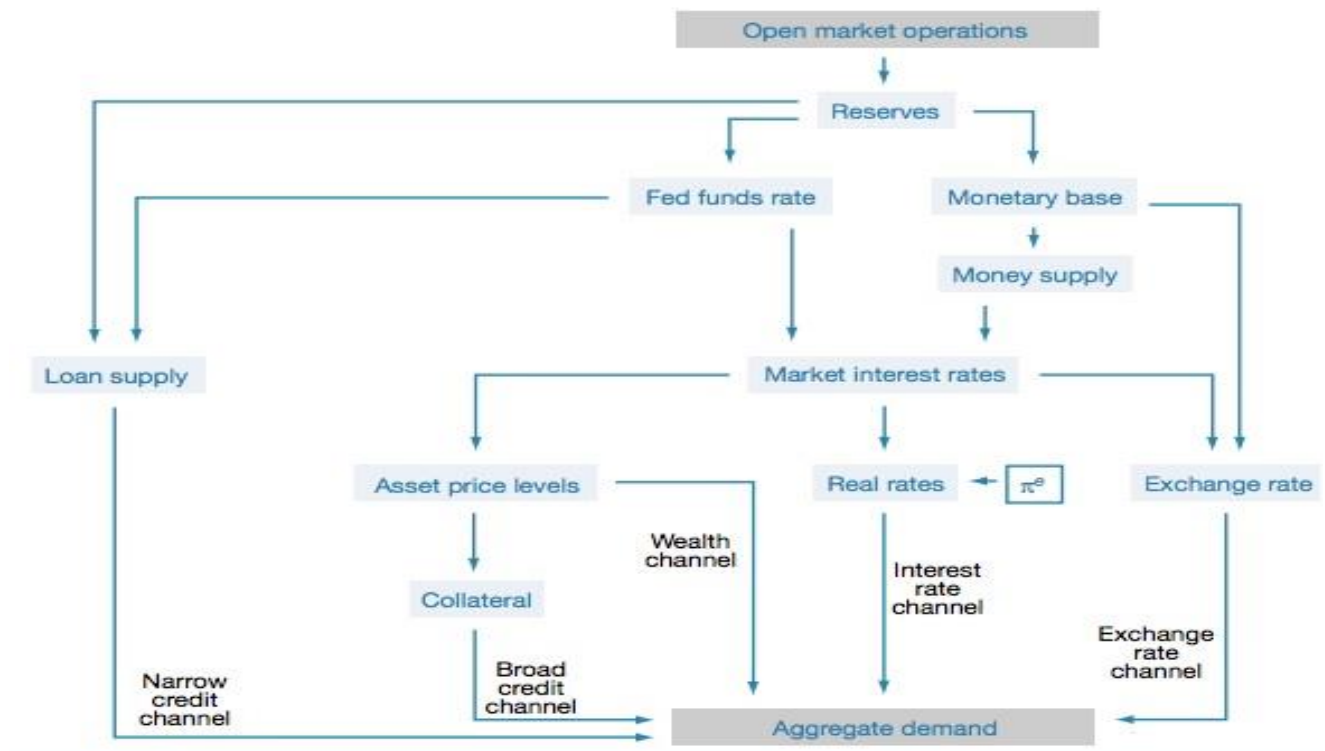 Open market operations
Reserves
Fed funds rate
Monetary base
Money supply
Loan supply
Market interest rates
Asset price levels
Real rates
πᵉ
Exchange rate
Wealth
channel
Interest
rate
channel
Collateral
Exchange
rate
channel
Narrow
credit
channel
Broad
credit
channel
Aggregate demand